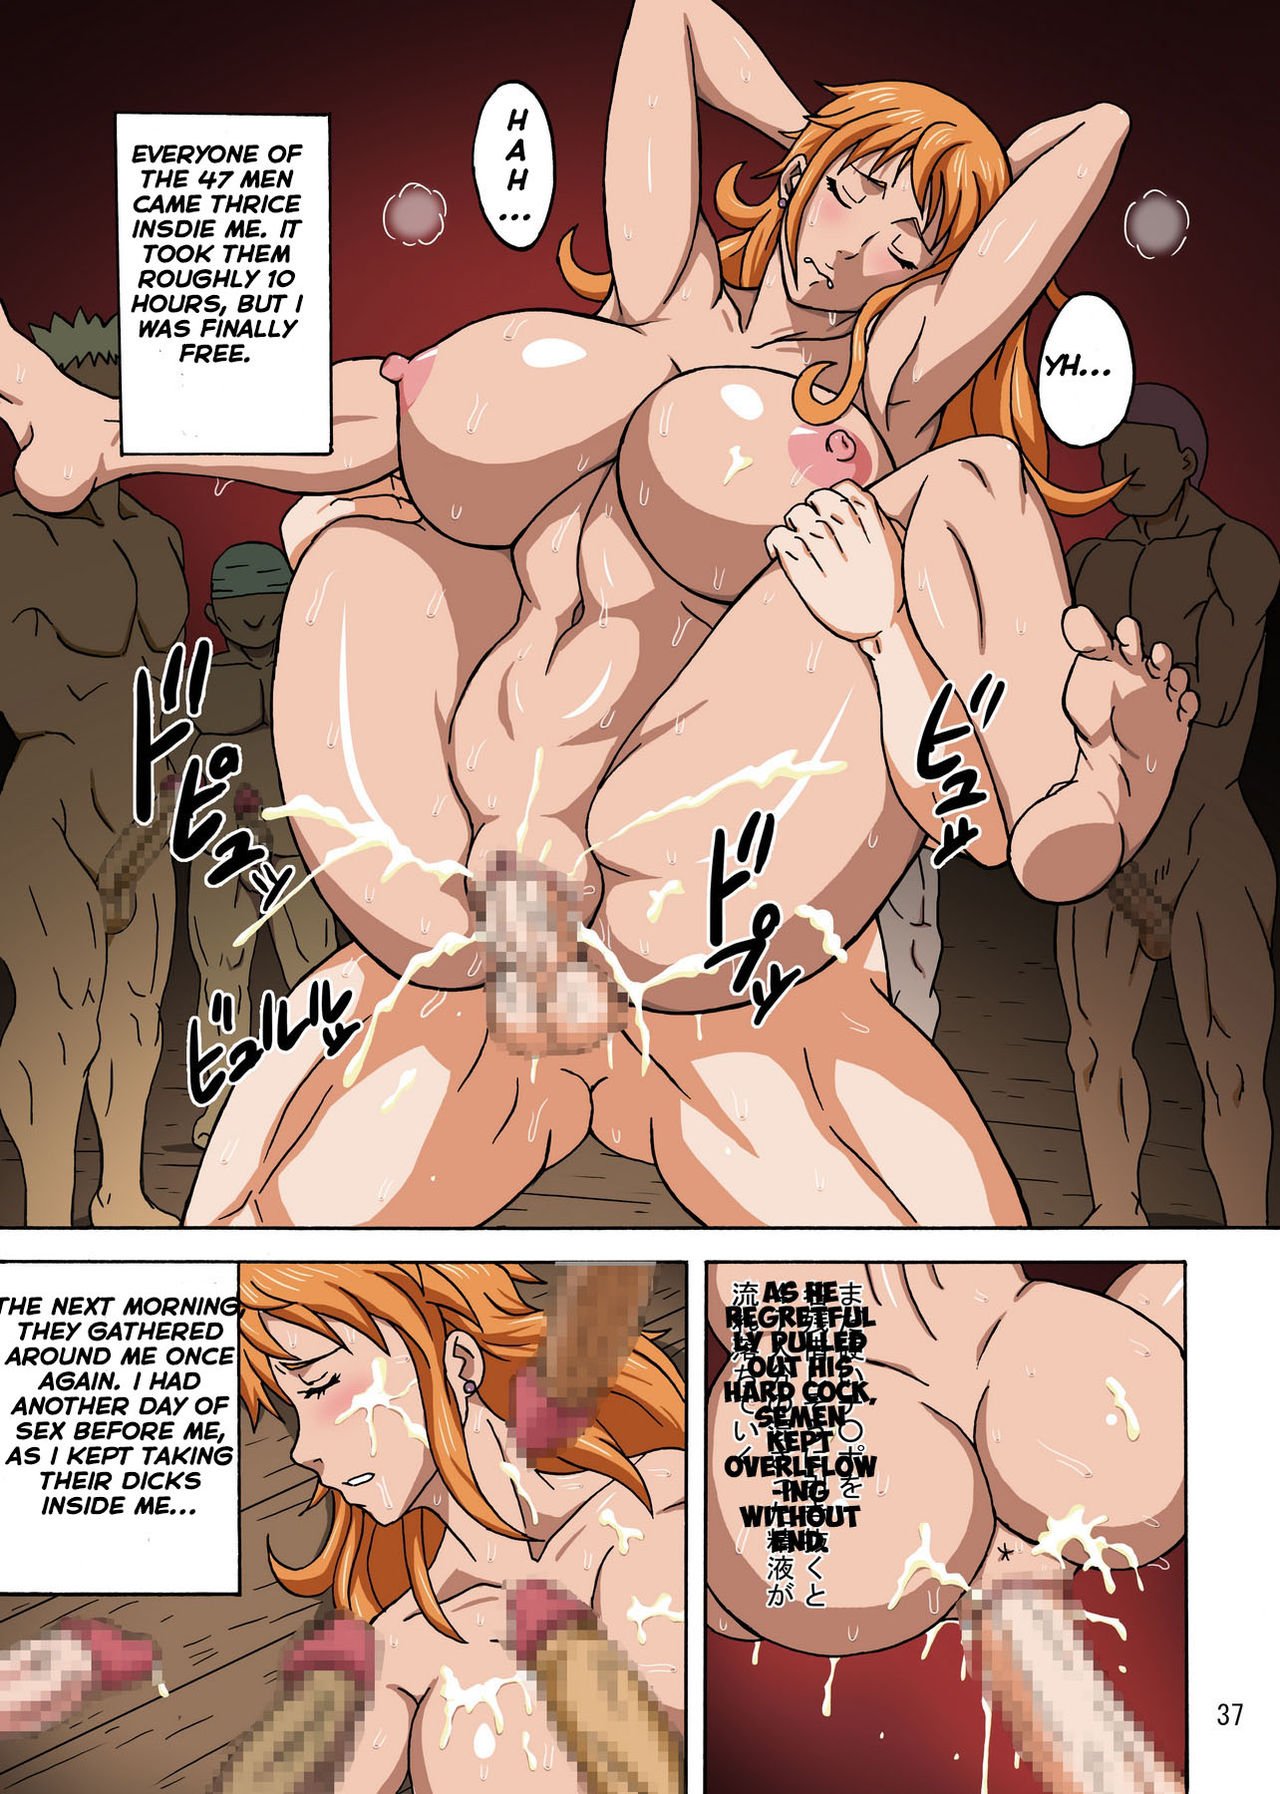 EVERYONE OF
THE 47 MEN
CAME THRICE
INSDIE ME. IT
TOOK THEM
ROUGHLY 10
HOURS, BUT I
WAS FINALLY
FREE.
HAH...
YH...
ドピュッ
ビュッ
ドピュッ
ビュルルッ
THE NEXT MORNING,
THEY GATHERED
AROUND ME ONCE
AGAIN. I HAD
ANOTHER DAY OF
SEX BEFORE ME,
AS I KEPT TAKING
THEIR DICKS
INSIDE ME...
AS HE
REGRETFUL
LY PULLED
OUT HIS
HARD COCK,
SEMEN
KEPT
OVERLFLOW
-ING
WITHOUT
END.
37